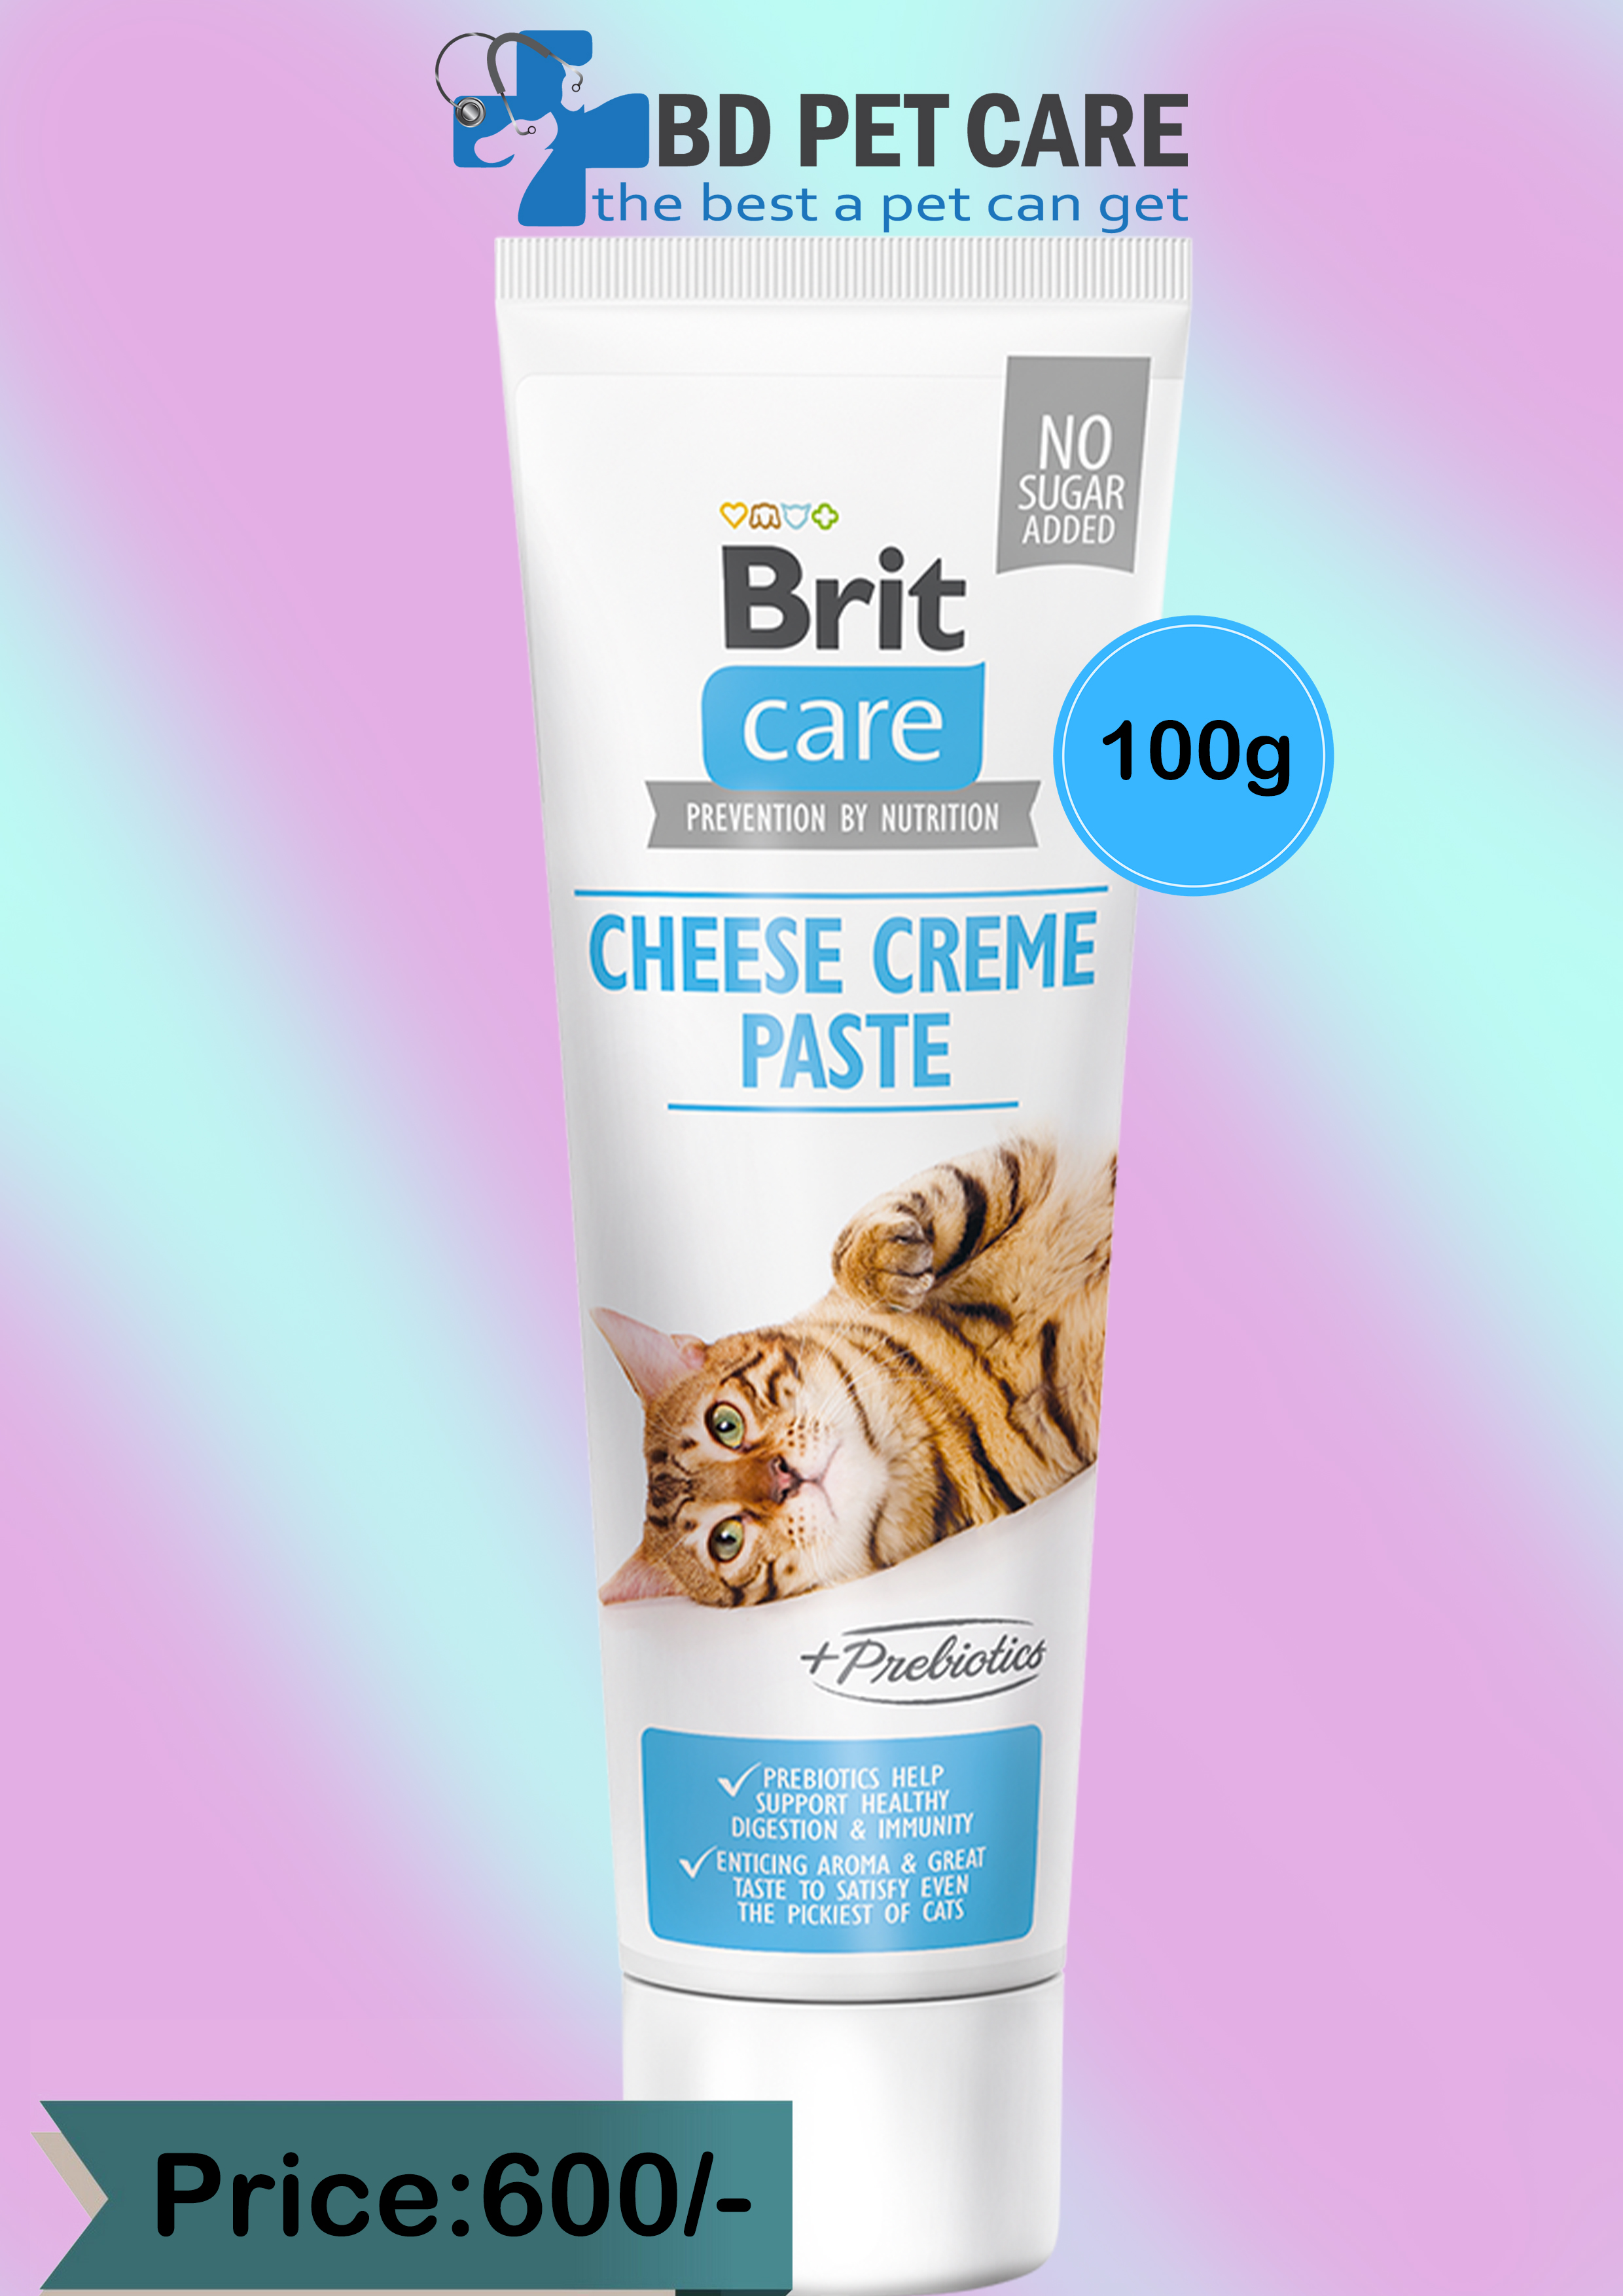 BD PET CARE
the best a pet can get
NO
SUGAR
ADDED
Brit
care
PREVENTION BY NUTRITION
100g
CHEESE CREME
PASTE
+Prebiotics
PREBIOTICS HELP
SUPPORT HEALTHY
DIGESTION & IMMUNITY
ENTICING AROMA & GREAT
TASTE TO SATISFY EVEN
THE PICKIEST OF CATS
Price:600/-